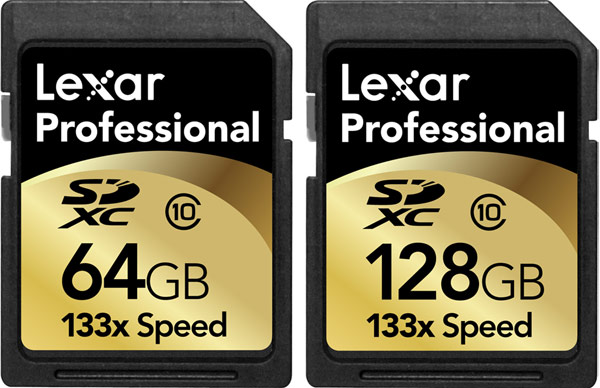 Lexar
Professional
SD
XC 10
64GB
133x Speed
Lexar
Professional
SD
XC 10
128GB
133x Speed